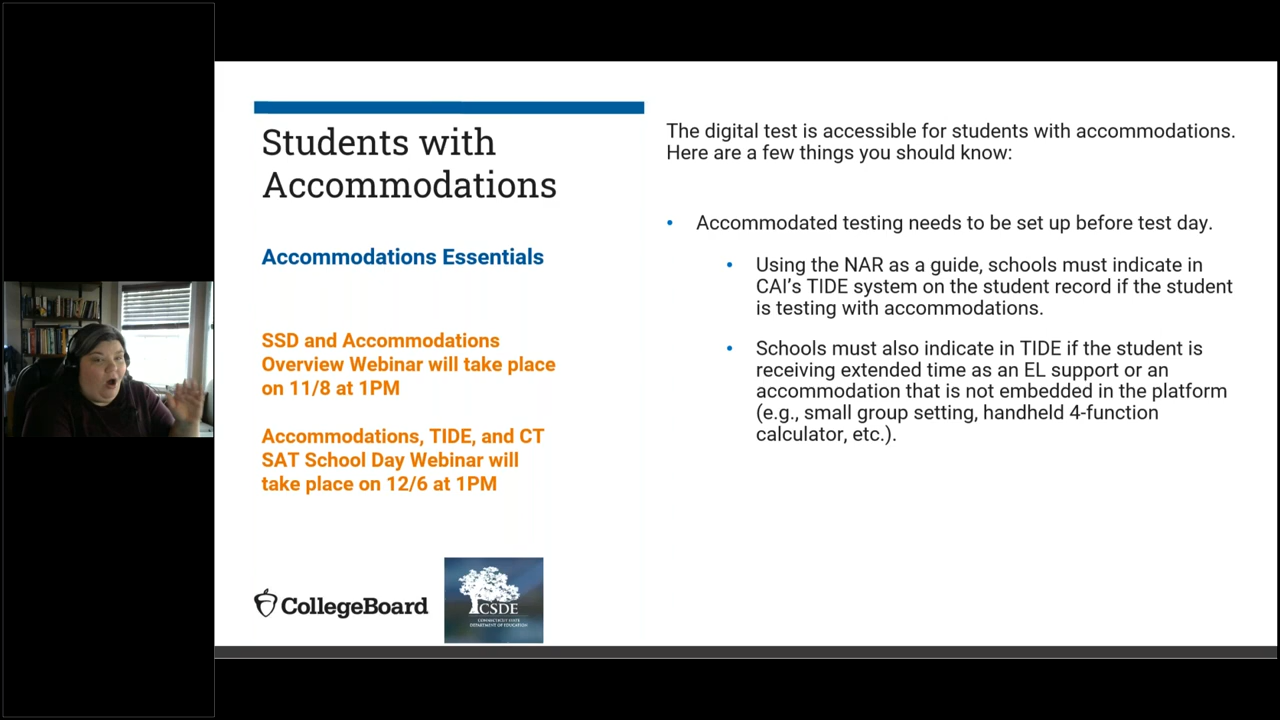 Students with
Accommodations
Accommodations Essentials
SSD and Accommodations
Overview Webinar will take place
on 11/8 at 1PM
Accommodations, TIDE, and CT
SAT School Day Webinar will
take place on 12/6 at 1PM
CollegeBoard
CSDE
CONNECTICUT STATE
DEPARTMENT OF EDUCATION
The digital test is accessible for students with accommodations.
Here are a few things you should know:
• Accommodated testing needs to be set up before test day.
• Using the NAR as a guide, schools must indicate in
CAI’s TIDE system on the student record if the student
is testing with accommodations.
• Schools must also indicate in TIDE if the student is
receiving extended time as an EL support or an
accommodation that is not embedded in the platform
(e.g., small group setting, handheld 4-function
calculator, etc.).